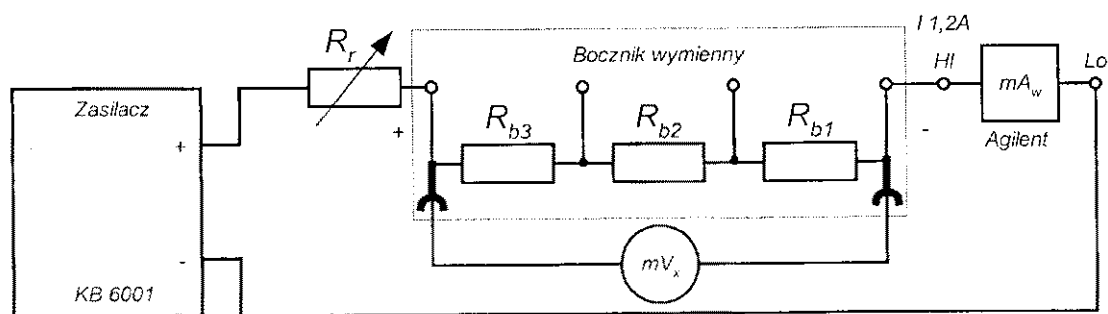 I 1,2A
R_r
Bocznik wymienny
HI
mA_w
Lo
Zasilacz
+
+
R_b3
R_b2
R_b1
-
Agilent
-
mV_x
KB 6001